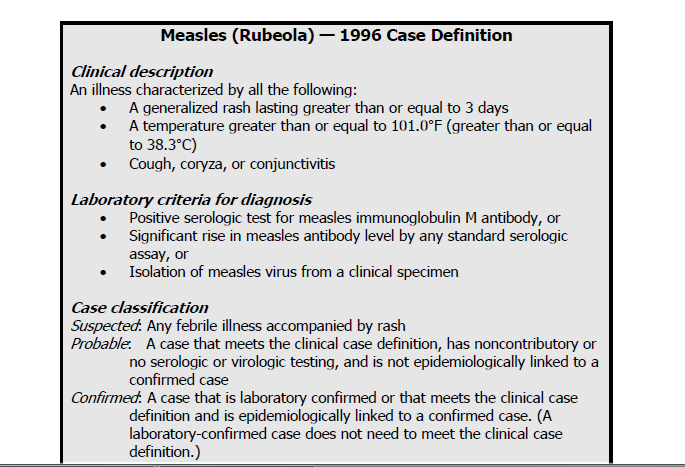 Measles (Rubeola) — 1996 Case Definition
Clinical description
An illness characterized by all the following:
• A generalized rash lasting greater than or equal to 3 days
• A temperature greater than or equal to 101.0°F (greater than or equal
to 38.3°C)
• Cough, coryza, or conjunctivitis
Laboratory criteria for diagnosis
• Positive serologic test for measles immunoglobulin M antibody, or
• Significant rise in measles antibody level by any standard serologic
assay, or
• Isolation of measles virus from a clinical specimen
Case classification
Suspected: Any febrile illness accompanied by rash
Probable: A case that meets the clinical case definition, has noncontributory or
no serologic or virologic testing, and is not epidemiologically linked to a
confirmed case
Confirmed: A case that is laboratory confirmed or that meets the clinical case
definition and is epidemiologically linked to a confirmed case. (A
laboratory-confirmed case does not need to meet the clinical case
definition.)